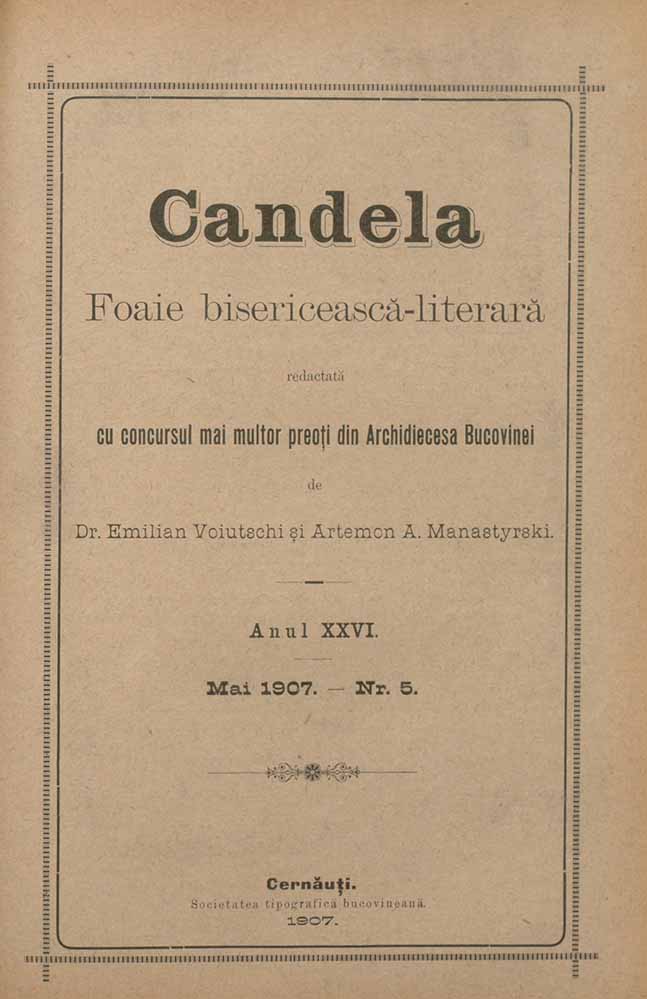 Candela
Foaie bisericească-literară
redactată
cu concursul mai multor preoți din Archidiecesa Bucovinei
de
Dr. Emilian Voiutschi și Artemon A. Manastyrski.
Anul XXVI.
Mai 1907. — Nr. 5.
Cernăuți.
Societatea tipografică bucovineană.
1907.